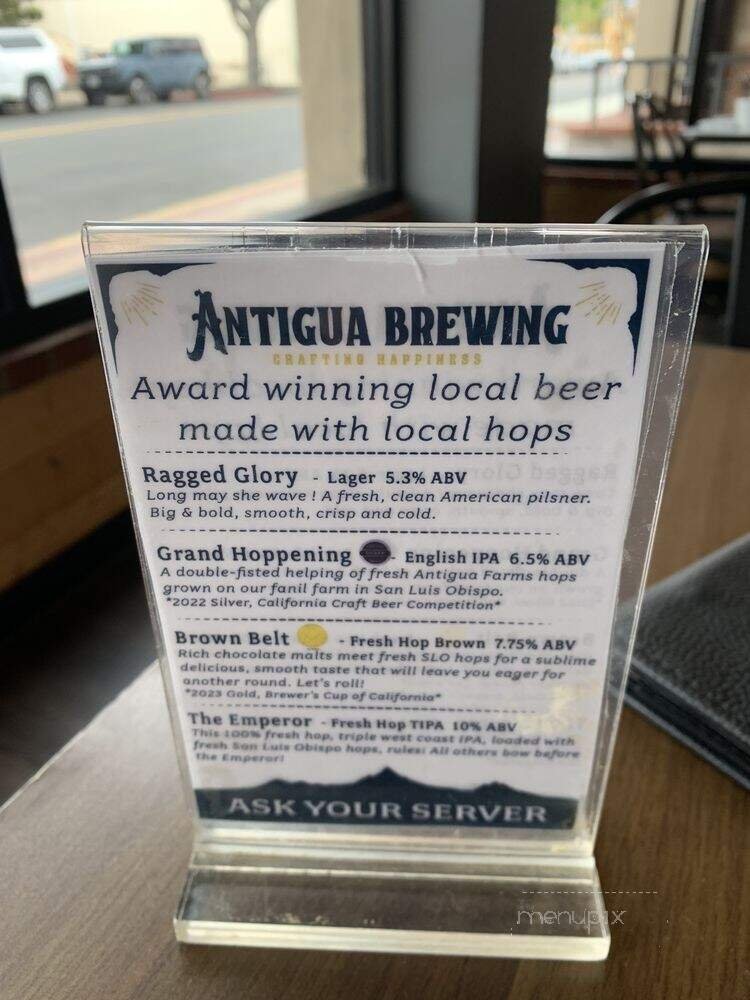 ANTIGUA BREWING
CRAFTING HAPPINESS
Award winning local beer
made with local hops
Ragged Glory - Lager 5.3% ABV
Long may she wave ! A fresh, clean American pilsner.
Big & bold, smooth, crisp and cold.
Grand Hoppening - English IPA 6.5% ABV
A double-fisted helping of fresh Antigua Farms hops
grown on our fanil farm in San Luis Obispo.
*2022 Silver, California Craft Beer Competition*
Brown Belt - Fresh Hop Brown 7.75% ABV
Rich chocolate malts meet fresh SLO hops for a sublime
delicious, smooth taste that will leave you eager for
another round. Let's roll!
*2023 Gold, Brewer's Cup of California*
The Emperor - Fresh Hop TIPA 10% ABV
This 100% fresh hop, triple west coast IPA, loaded with
fresh San Luis Obispo hops, rules! All others bow before
the Emperor!
ASK YOUR SERVER
menupix